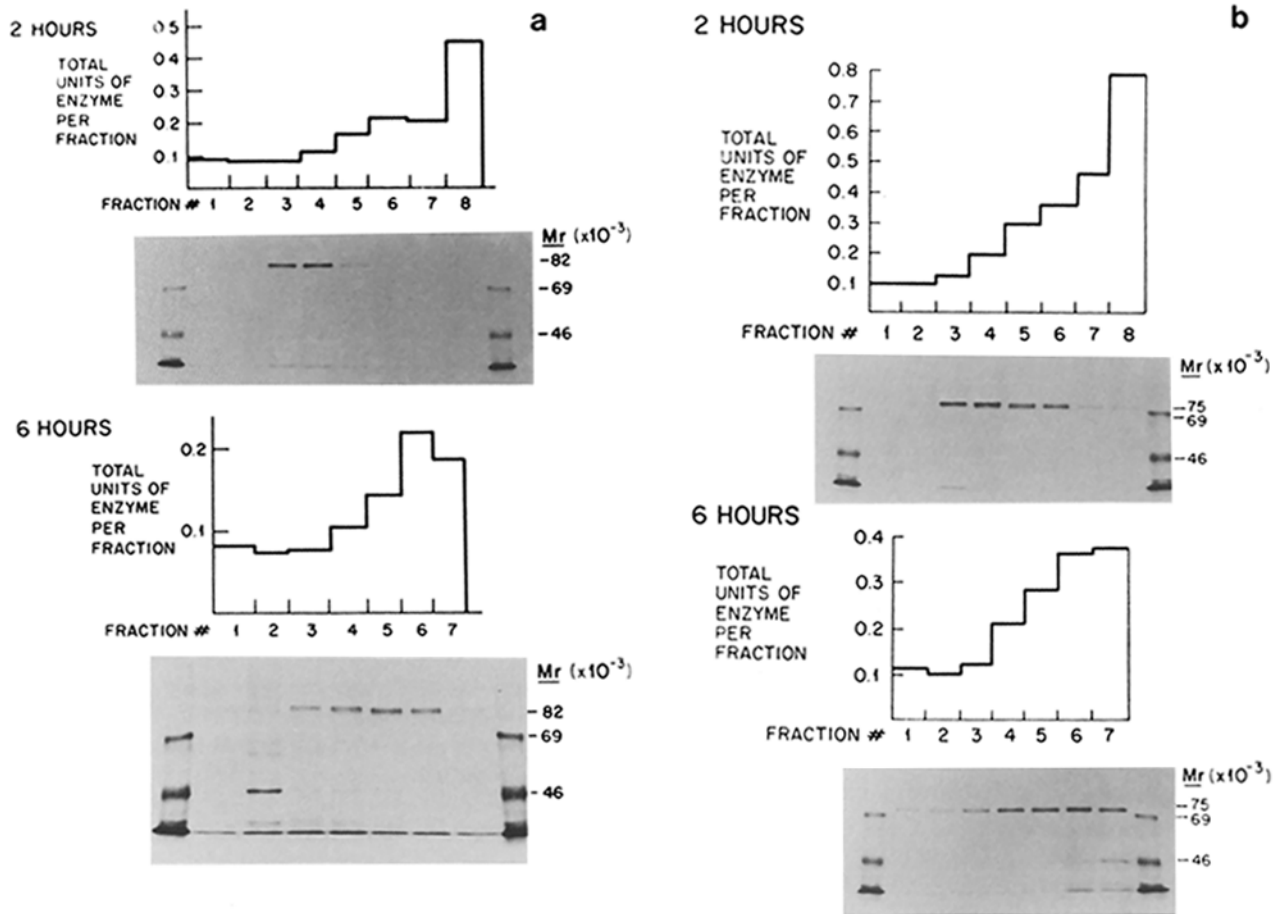 a
2 HOURS
TOTAL
UNITS OF
ENZYME
PER
FRACTION
0.5
0.4
0.3
0.2
0.1
FRACTION # 1 2 3 4 5 6 7 8
Mr (x10-3)
-82
-69
-46
6 HOURS
TOTAL
UNITS OF
ENZYME
PER
FRACTION
0.2
0.1
FRACTION # 1 2 3 4 5 6 7
Mr (x10-3)
-82
-69
-46
b
2 HOURS
TOTAL
UNITS OF
ENZYME
PER
FRACTION
0.8
0.7
0.6
0.5
0.4
0.3
0.2
0.1
FRACTION # 1 2 3 4 5 6 7 8
Mr (x10-3)
-75
-69
-46
6 HOURS
TOTAL
UNITS OF
ENZYME
PER
FRACTION
0.4
0.3
0.2
0.1
FRACTION # 1 2 3 4 5 6 7
Mr (x10-3)
-75
-69
-46